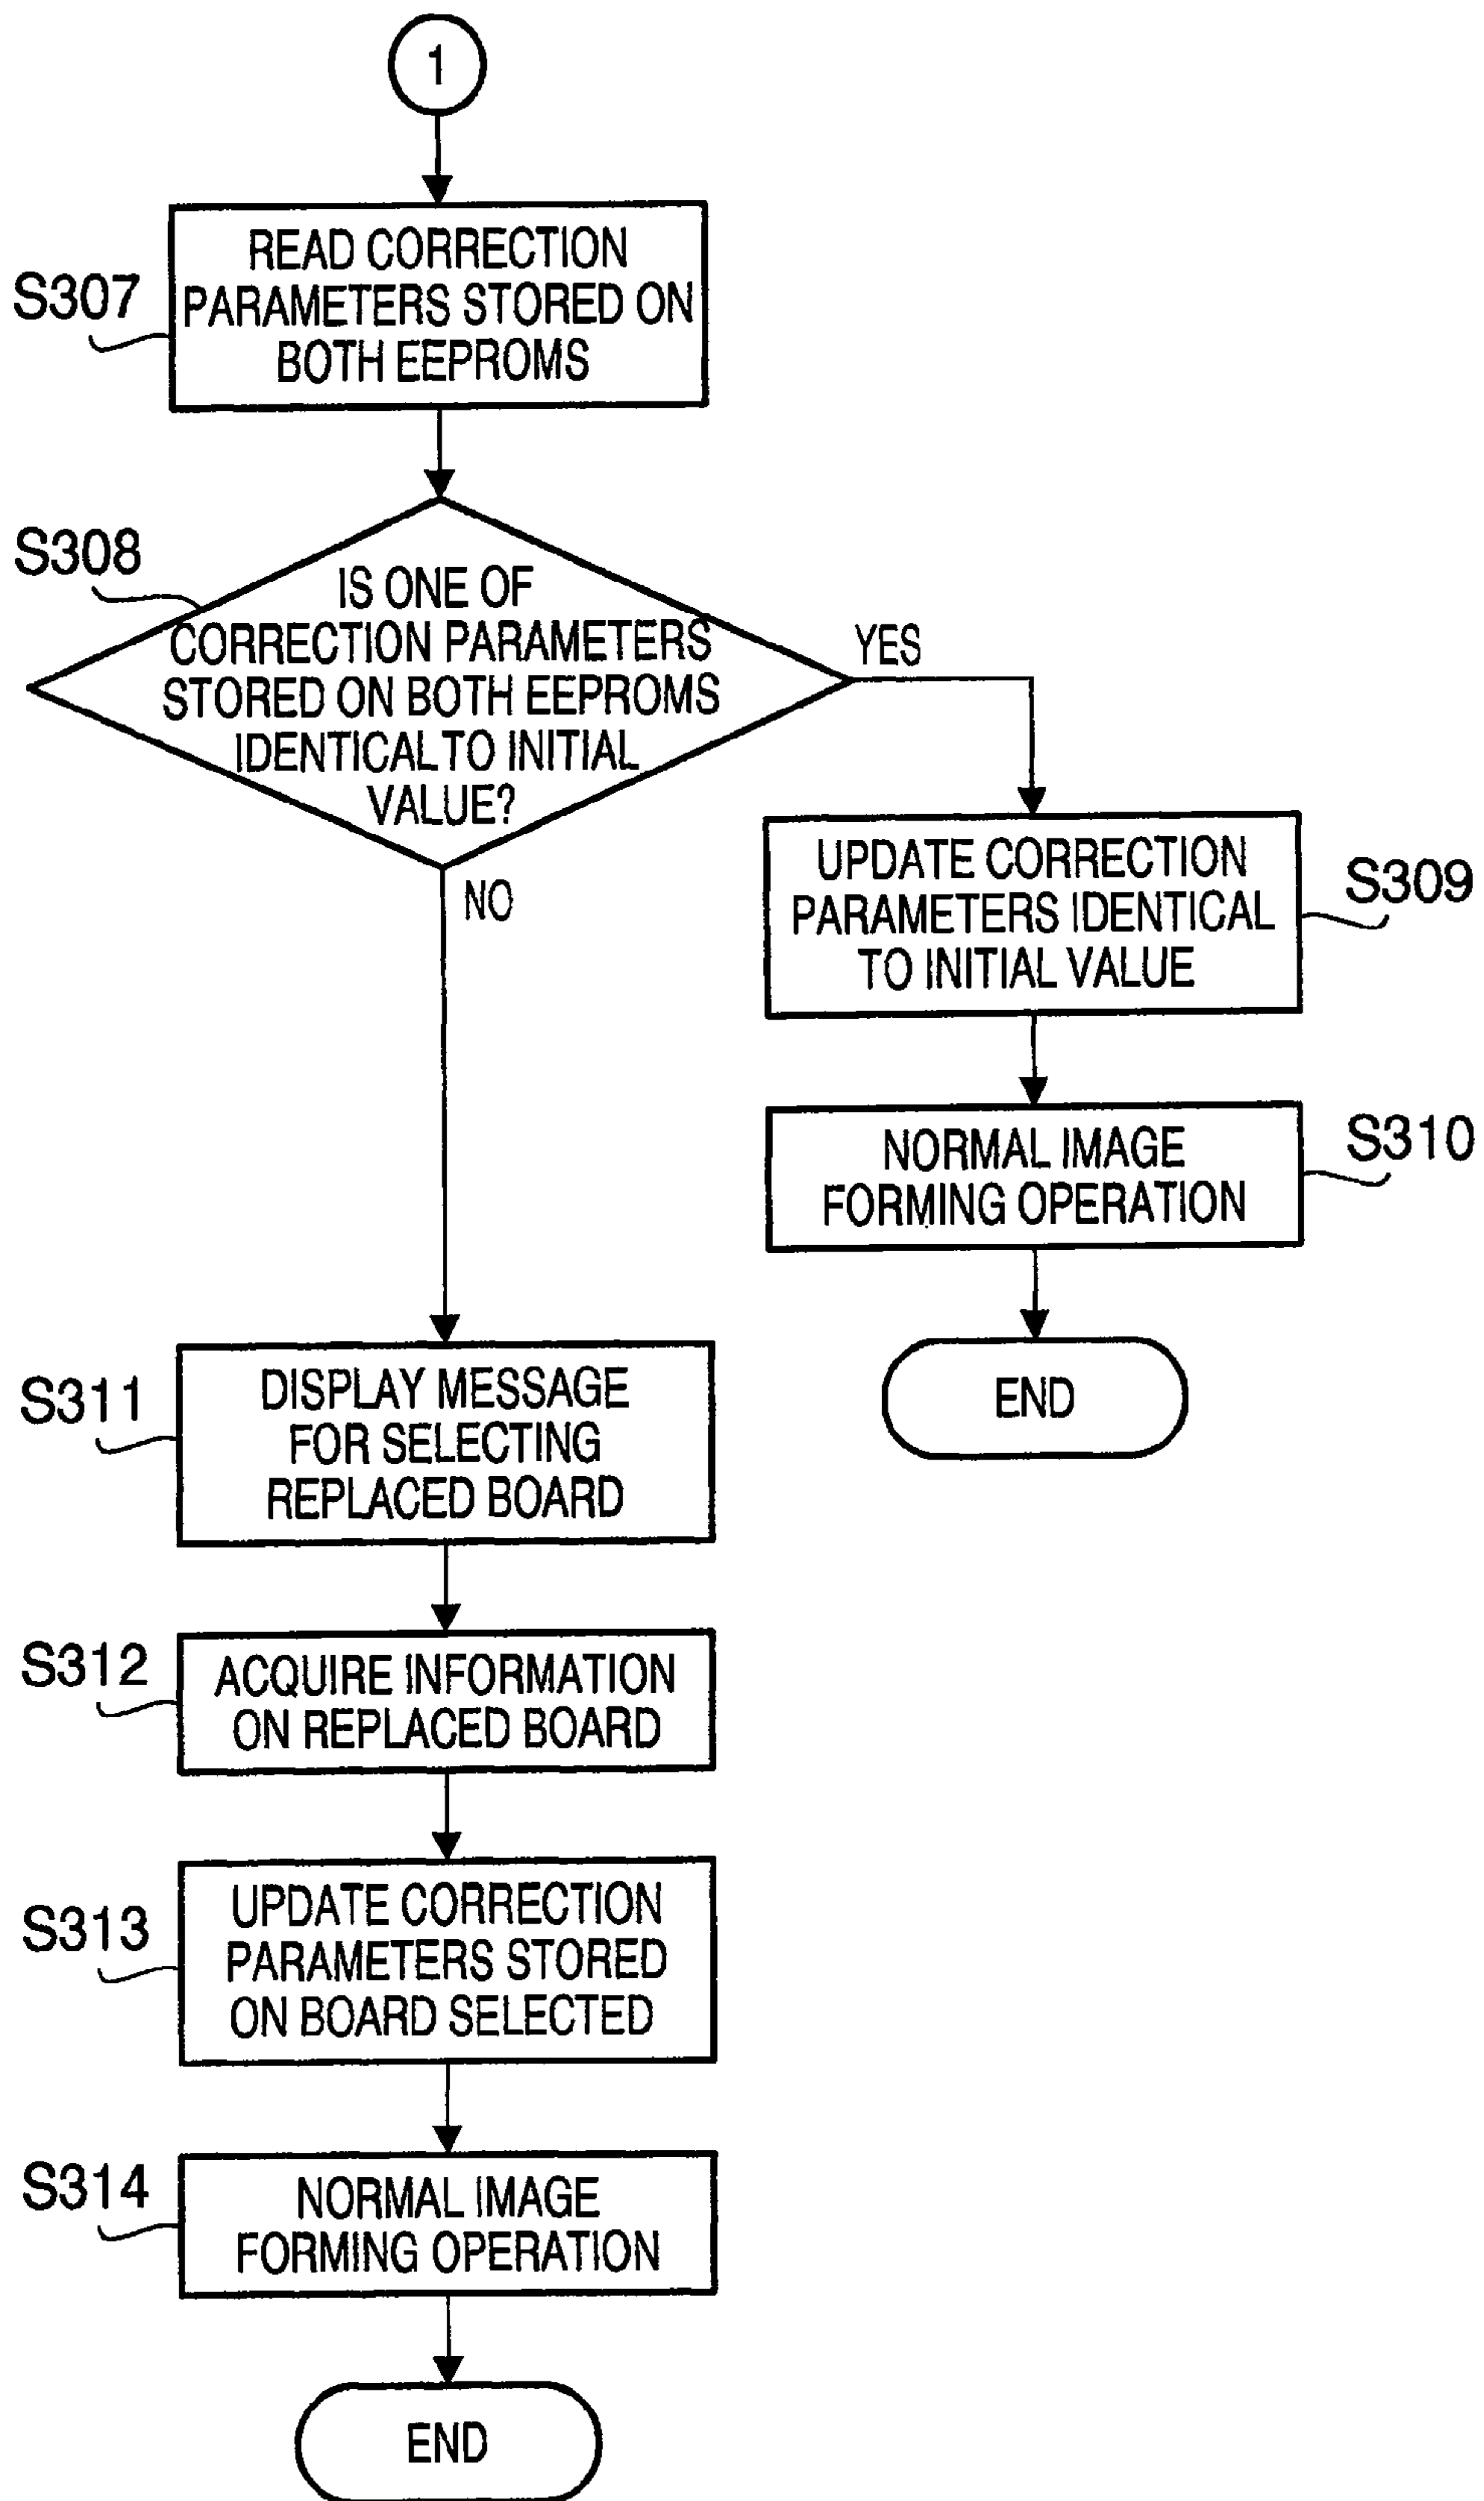 1
S307
READ CORRECTION
PARAMETERS STORED ON
BOTH EEPROMS
S308
IS ONE OF
CORRECTION PARAMETERS
STORED ON BOTH EEPROMS
IDENTICAL TO INITIAL
VALUE?
YES
NO
UPDATE CORRECTION
PARAMETERS IDENTICAL
TO INITIAL VALUE
S309
NORMAL IMAGE
FORMING OPERATION
S310
END
S311
DISPLAY MESSAGE
FOR SELECTING
REPLACED BOARD
S312
ACQUIRE INFORMATION
ON REPLACED BOARD
S313
UPDATE CORRECTION
PARAMETERS STORED
ON BOARD SELECTED
S314
NORMAL IMAGE
FORMING OPERATION
END